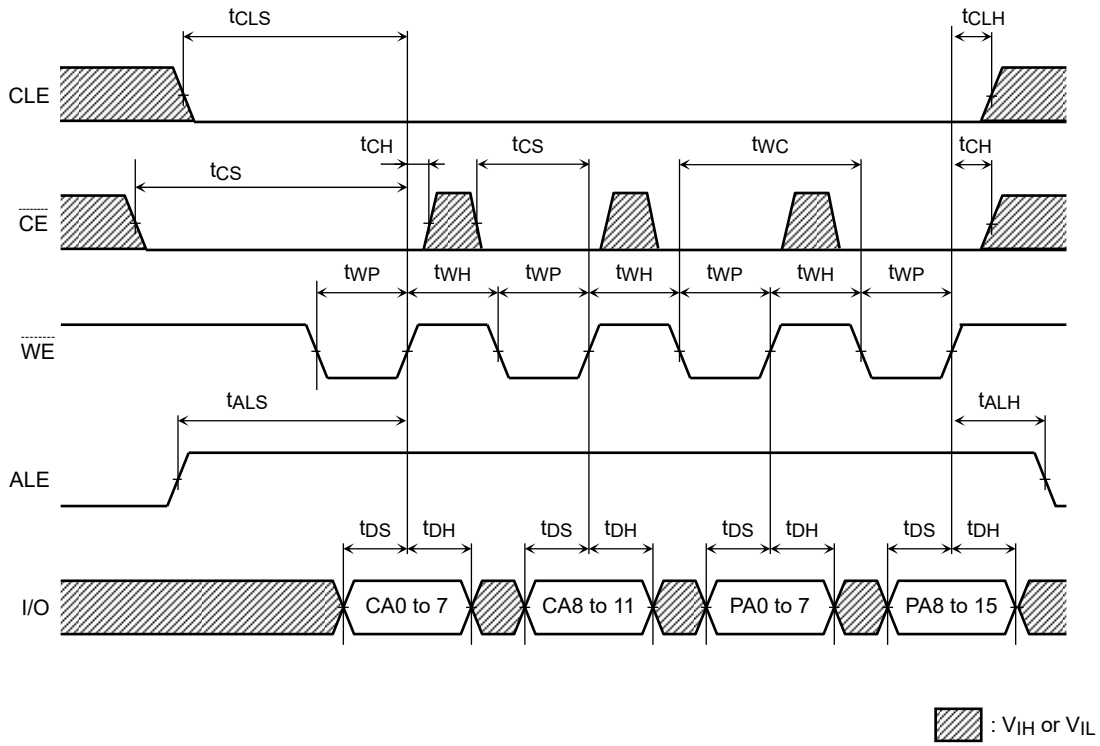 tCLS tCLH
CLE
tCH tCS tWC tCH
tCS
CE
tWP tWH tWP tWH tWP tWH tWP
WE
tALS tALH
ALE
tDS tDH tDS tDH tDS tDH tDS tDH
I/O CA0 to 7 CA8 to 11 PA0 to 7 PA8 to 15
: VIH or VIL